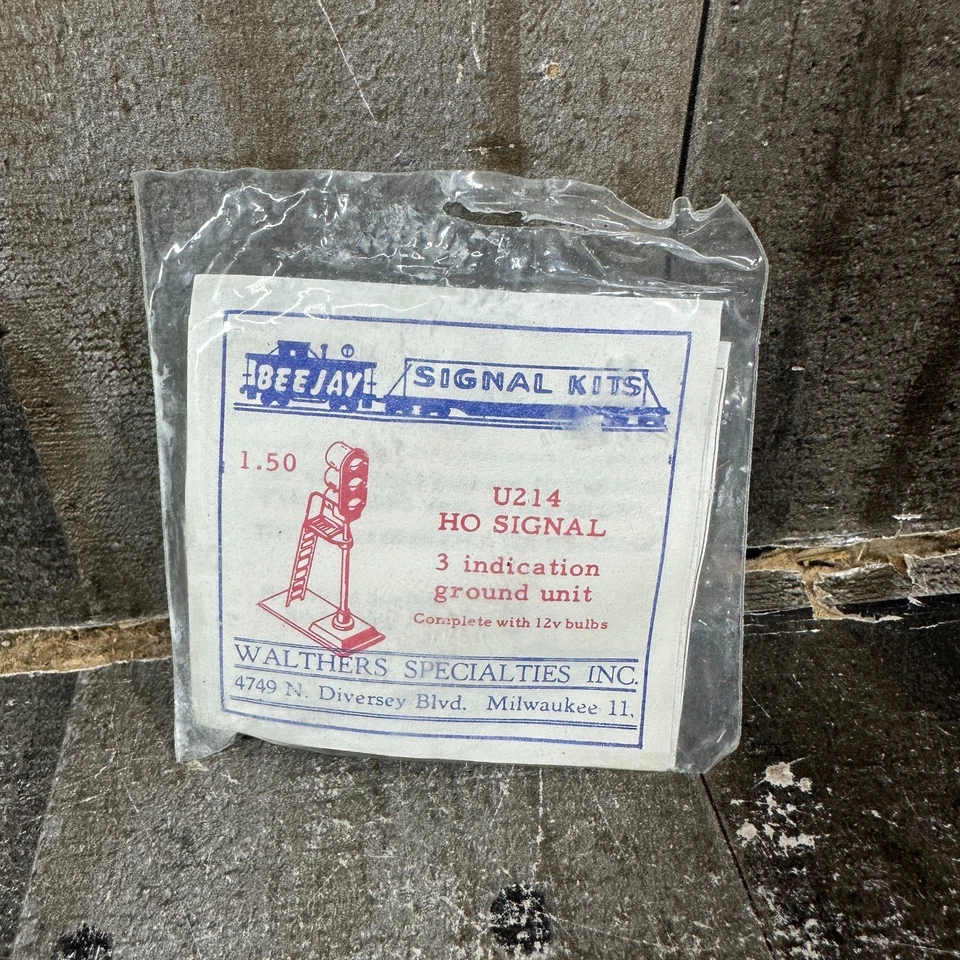 BEEJAY SIGNAL KITS
1.50
U214
HO SIGNAL
3 indication
ground unit
Complete with 12v bulbs
WALTHERS SPECIALTIES INC.
4749 N. Diversey Blvd. Milwaukee 11,